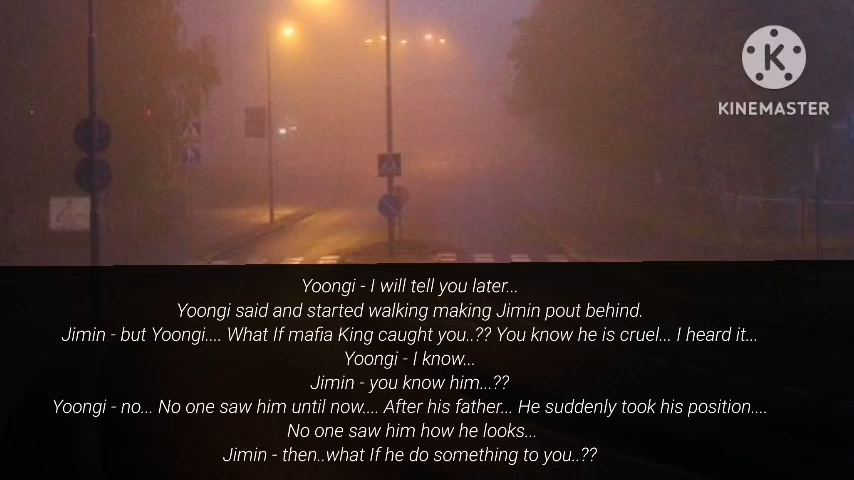 K
KINEMASTER
Yoongi - I will tell you later...
Yoongi said and started walking making Jimin pout behind.
Jimin - but Yoongi.... What If mafia King caught you..?? You know he is cruel... I heard it...
Yoongi - I know...
Jimin - you know him...??
Yoongi - no... No one saw him until now.... After his father... He suddenly took his position....
No one saw him how he looks...
Jimin - then..what If he do something to you..??